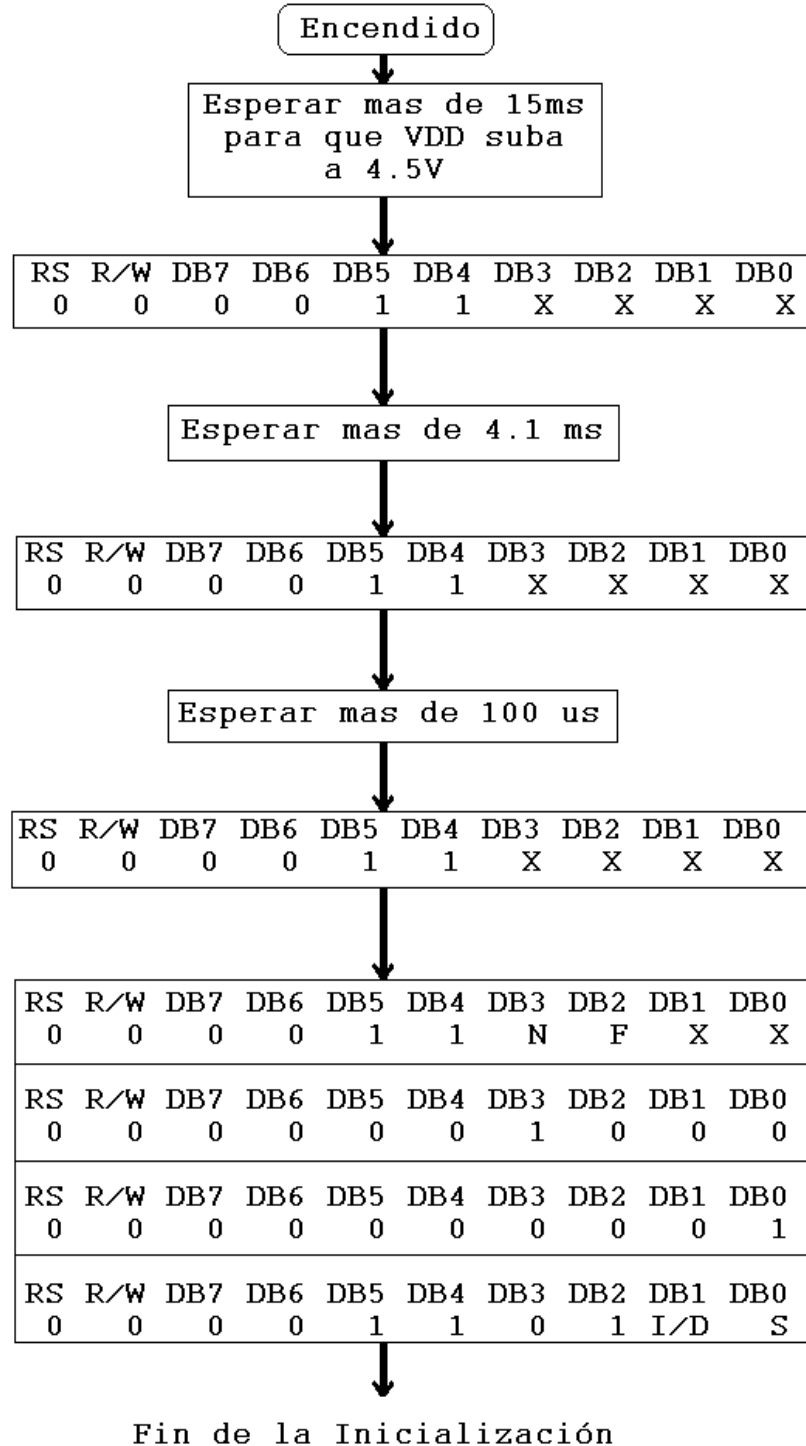 Encendido
Esperar mas de 15ms
para que VDD suba
a 4.5V
RS R/W DB7 DB6 DB5 DB4 DB3 DB2 DB1 DB0
0 0 0 0 1 1 X X X X
Esperar mas de 4.1 ms
RS R/W DB7 DB6 DB5 DB4 DB3 DB2 DB1 DB0
0 0 0 0 1 1 X X X X
Esperar mas de 100 us
RS R/W DB7 DB6 DB5 DB4 DB3 DB2 DB1 DB0
0 0 0 0 1 1 X X X X
RS R/W DB7 DB6 DB5 DB4 DB3 DB2 DB1 DB0
0 0 0 0 1 1 N F X X
RS R/W DB7 DB6 DB5 DB4 DB3 DB2 DB1 DB0
0 0 0 0 0 0 1 0 0 0
RS R/W DB7 DB6 DB5 DB4 DB3 DB2 DB1 DB0
0 0 0 0 0 0 0 0 0 1
RS R/W DB7 DB6 DB5 DB4 DB3 DB2 DB1 DB0
0 0 0 0 1 1 0 1 I/D S
Fin de la Inicialización